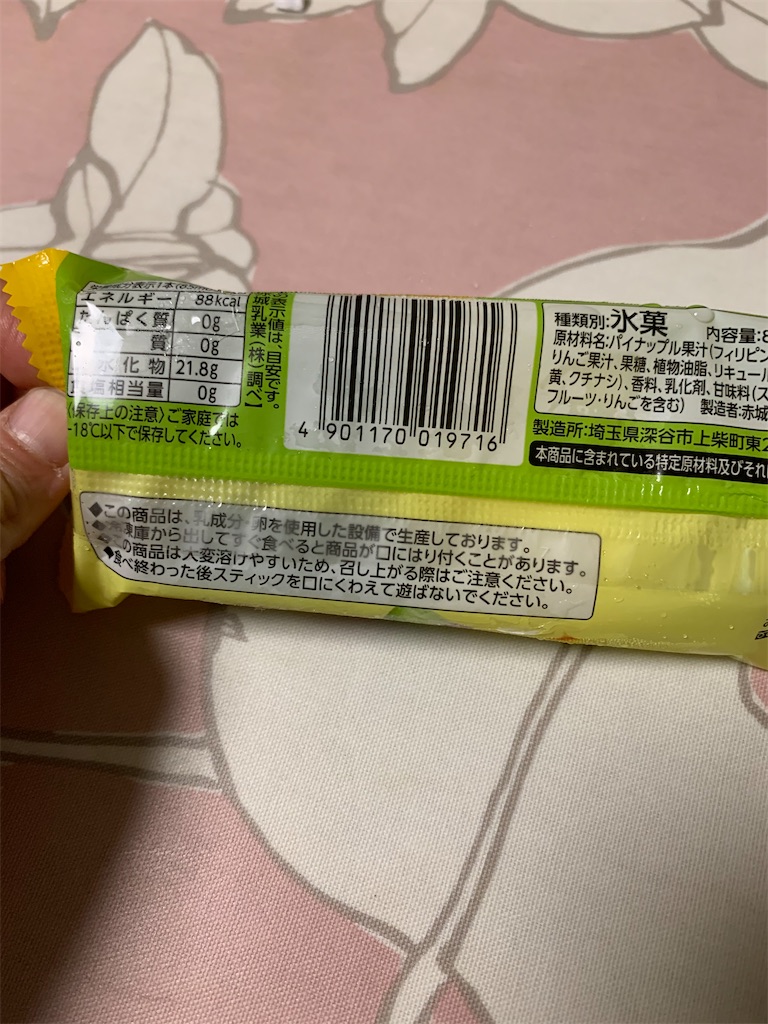 エネルギー 88kcal
たんぱく質 0g
質 0g
水化物 21.8g
塩相当量 0g
表示値は、目安です。
城乳業(株)調べ】
〈保存上の注意〉ご家庭では
-18℃以下で保存してください。
4 901170 019716
種類別:氷菓 内容量:8
原材料名:パイナップル果汁(フィリピン
りんご果汁、果糖、植物油脂、リキュール
黄、クチナシ)、香料、乳化剤、甘味料(ス
フルーツ・りんごを含む) 製造者:赤城
製造所:埼玉県深谷市上柴町東2
本商品に含まれている特定原材料及びそれ
◆この商品は、乳成分・卵を使用した設備で生産しております。
冷凍庫から出してすぐ食べると商品が口にはり付くことがあります。
この商品は大変溶けやすいため、召し上がる際はご注意ください。
◆食べ終わった後スティックを口にくわえて遊ばないでください。